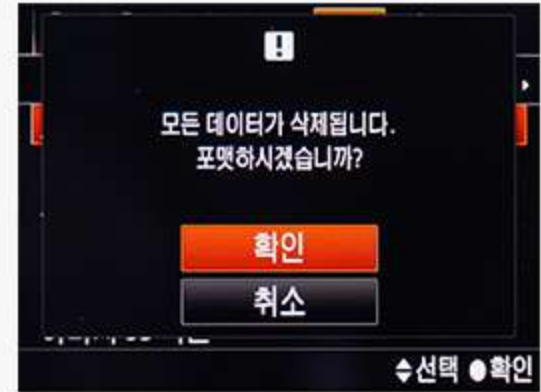 !
모든 데이터가 삭제됩니다.
포맷하시겠습니까?
확인
취소
선택 확인